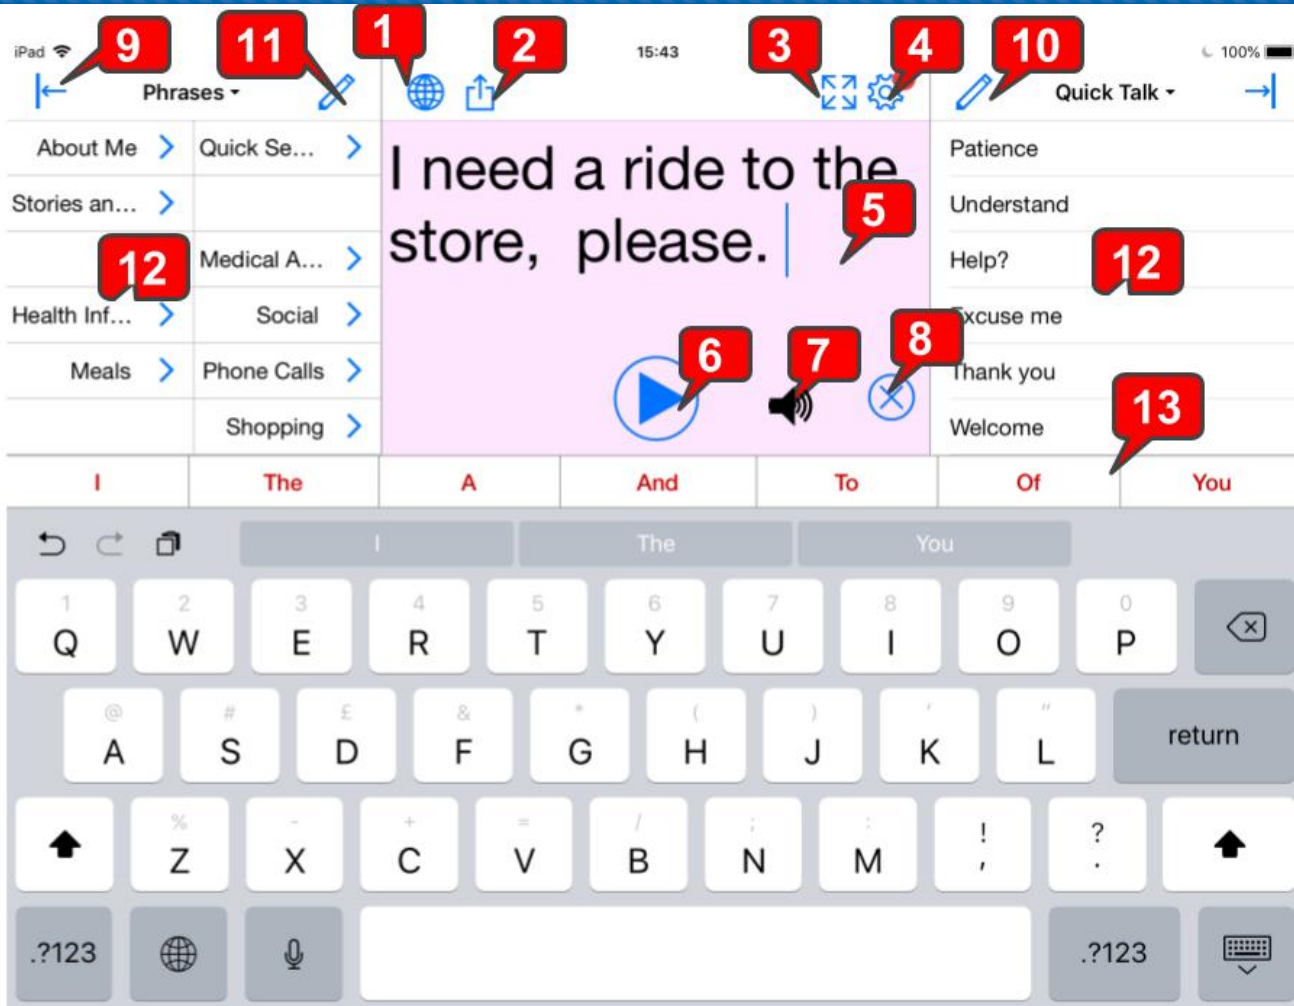 9 11 1 2 3 4 10
iPad 15:43 100%
Phrases Quick Talk
About Me Quick Se... Patience
I need a ride to the
Stories an... 5 Understand
store, please.
12 Medical A... Help? 12
Health Inf... Social Excuse me
6 7 8
Meals Phone Calls Thank you
13
Shopping Welcome
I The A And To Of You
I The You
1 2 3 4 5 6 7 8 9 0
Q W E R T Y U I O P
@ # £ & * ( ) ' "
A S D F G H J K L return
% - + = / ; : ! ?
Z X C V B N M , .
.?123 .?123